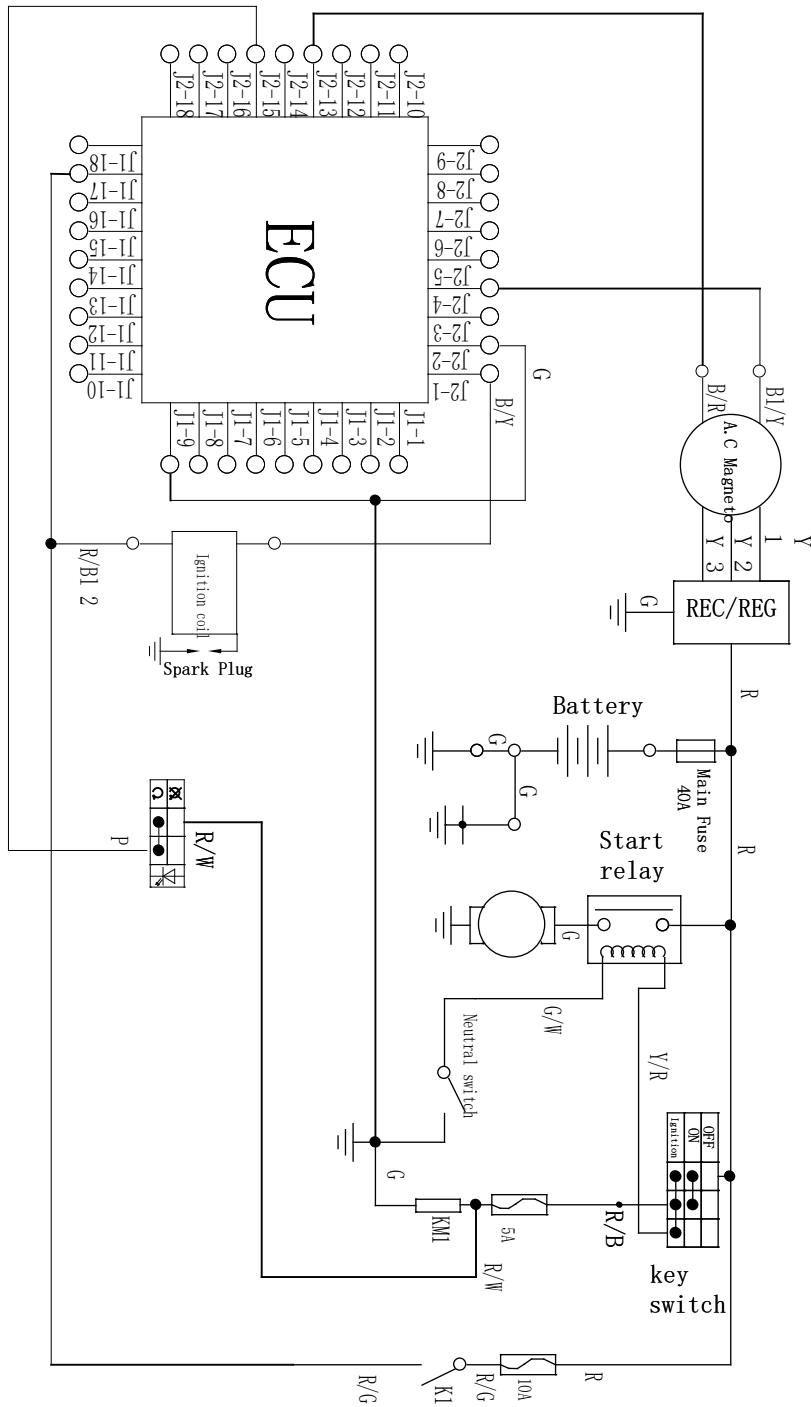 J2-18
J2-17
J2-16
J2-15
J2-14
J2-13
J2-12
J2-11
J2-10
J1-18
J1-17
J1-16
J1-15
J1-14
J1-13
J1-12
J1-11
J1-10
ECU
J2-9
J2-8
J2-7
J2-6
J2-5
J2-4
J2-3
J2-2
J2-1
J1-9
J1-8
J1-7
J1-6
J1-5
J1-4
J1-3
J1-2
J1-1
G
B/Y
B/R
Bl/Y
A.C Magneto
Y 3
Y 2
Y 1
G
REC/REG
R/Bl 2
Ignition coil
Spark Plug
R
Battery
G
G
Main Fuse
40A
R
P
R/W
Start
relay
G
G/W
Neutral switch
Y/R
OFF
ON
Ignition
G
KM1
5A
R/B
R/W
key
switch
R/G
K1
R/G
10A
R